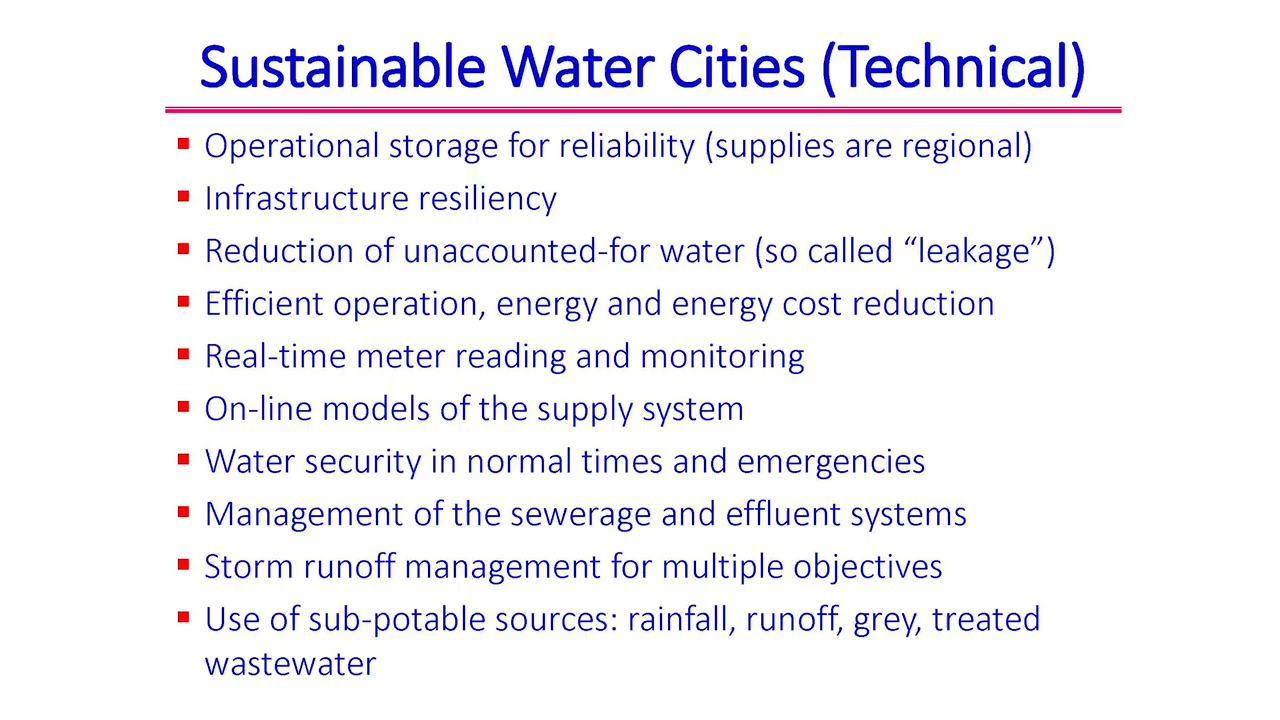 Sustainable Water Cities (Technical)
▪ Operational storage for reliability (supplies are regional)
▪ Infrastructure resiliency
▪ Reduction of unaccounted-for water (so called “leakage”)
▪ Efficient operation, energy and energy cost reduction
▪ Real-time meter reading and monitoring
▪ On-line models of the supply system
▪ Water security in normal times and emergencies
▪ Management of the sewerage and effluent systems
▪ Storm runoff management for multiple objectives
▪ Use of sub-potable sources: rainfall, runoff, grey, treated
wastewater